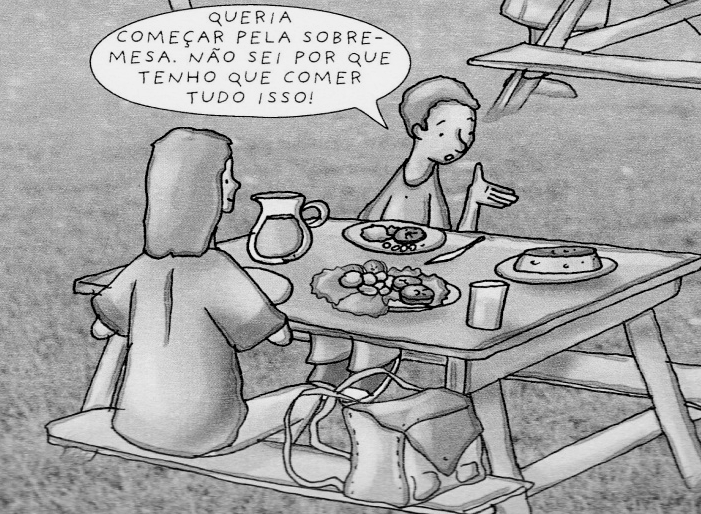 QUERIA
COMEÇAR PELA SOBRE-
MESA. NÃO SEI POR QUE
TENHO QUE COMER
TUDO ISSO!